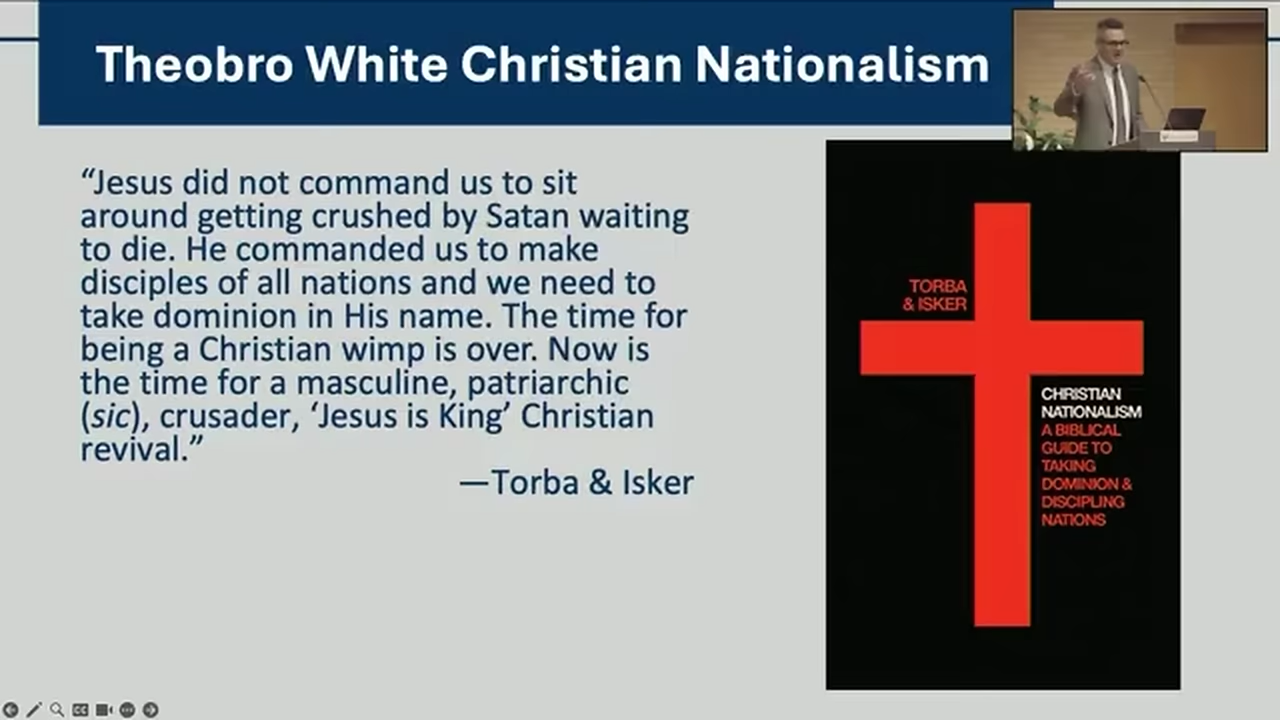 Theobro White Christian Nationalism
“Jesus did not command us to sit
around getting crushed by Satan waiting
to die. He commanded us to make
disciples of all nations and we need to
take dominion in His name. The time for
being a Christian wimp is over. Now is
the time for a masculine, patriarchic
(sic), crusader, ‘Jesus is King’ Christian
revival.”
—Torba & Isker
TORBA
& ISKER
CHRISTIAN
NATIONALISM
A BIBLICAL
GUIDE TO
TAKING
DOMINION &
DISCIPLING
NATIONS